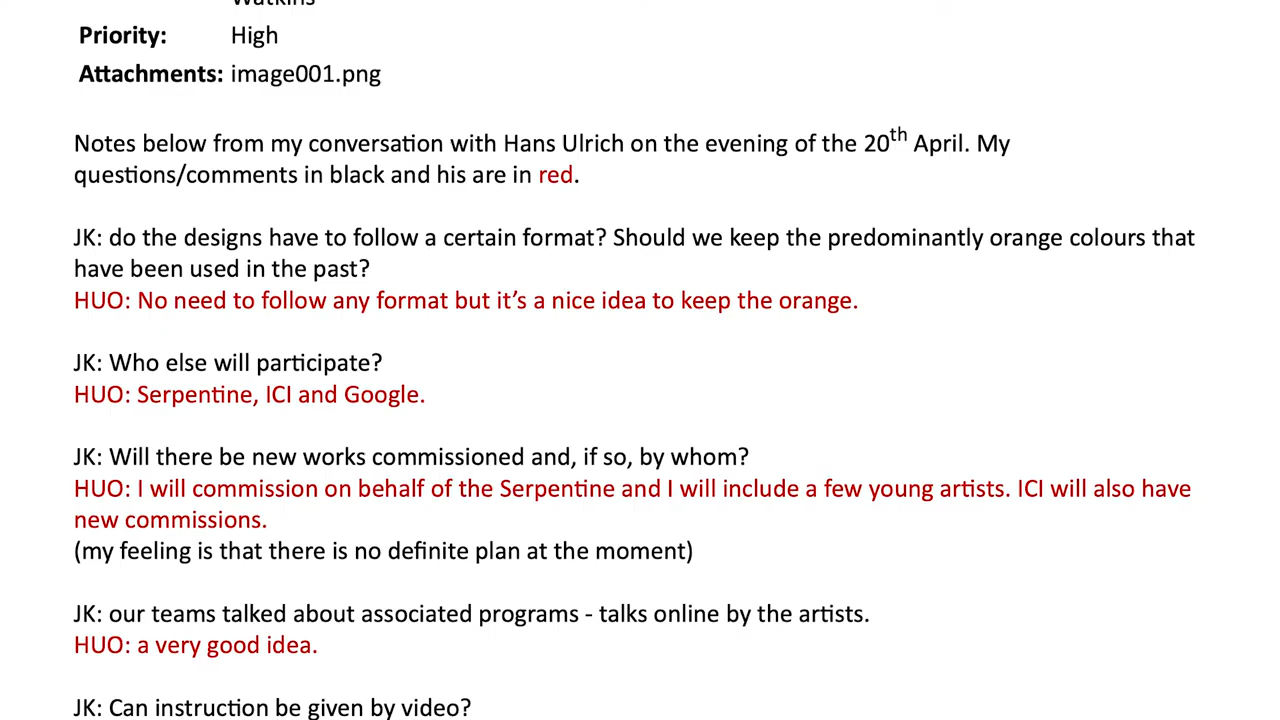 Watkins
Priority: High
Attachments: image001.png
Notes below from my conversation with Hans Ulrich on the evening of the 20th April. My
questions/comments in black and his are in red.
JK: do the designs have to follow a certain format? Should we keep the predominantly orange colours that
have been used in the past?
HUO: No need to follow any format but it’s a nice idea to keep the orange.
JK: Who else will participate?
HUO: Serpentine, ICI and Google.
JK: Will there be new works commissioned and, if so, by whom?
HUO: I will commission on behalf of the Serpentine and I will include a few young artists. ICI will also have
new commissions.
(my feeling is that there is no definite plan at the moment)
JK: our teams talked about associated programs - talks online by the artists.
HUO: a very good idea.
JK: Can instruction be given by video?